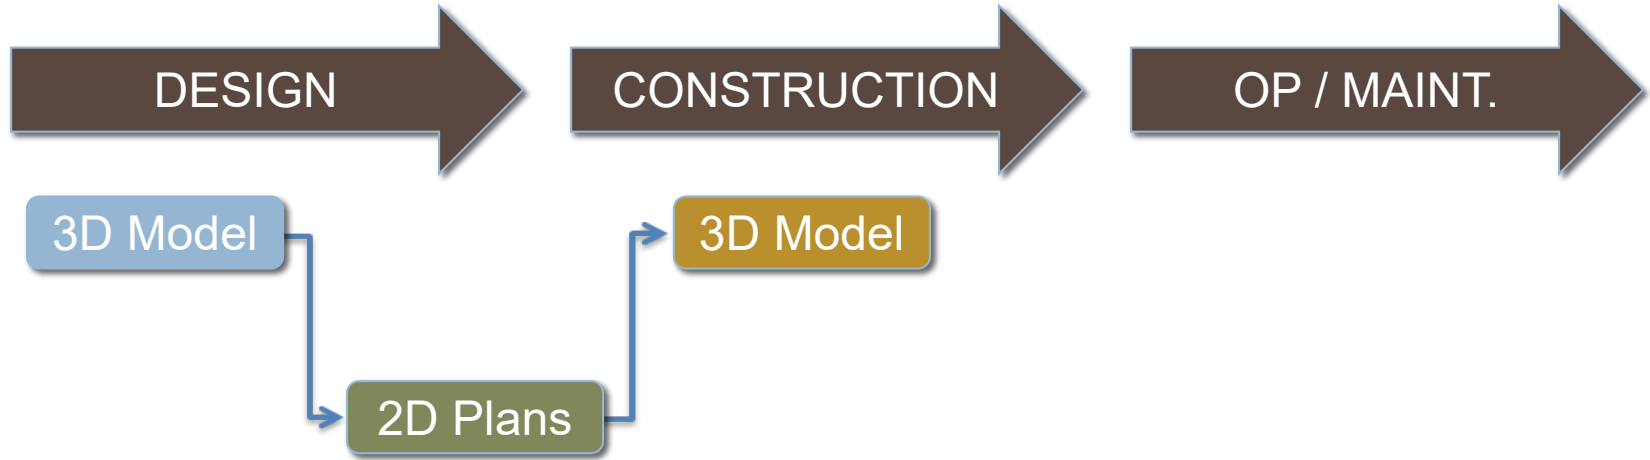 DESIGN
CONSTRUCTION
OP / MAINT.
3D Model
3D Model
2D Plans